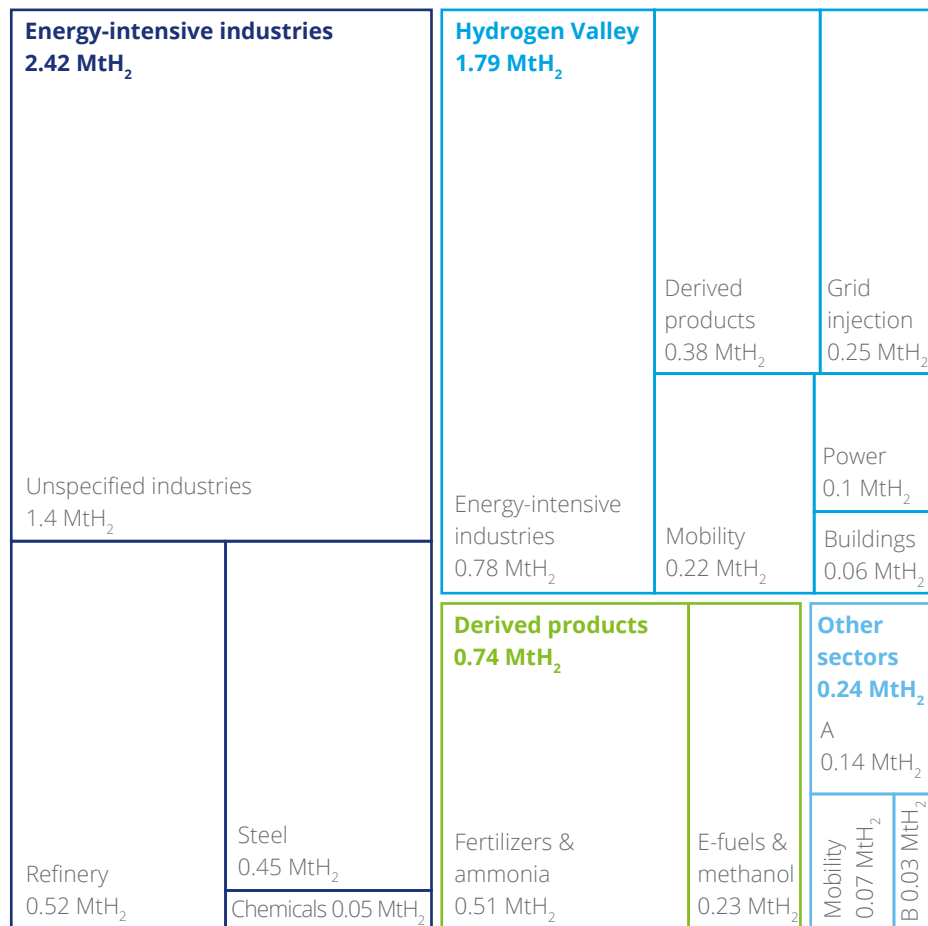 Energy-intensive industries
2.42 MtH₂
Unspecified industries
1.4 MtH₂
Refinery
0.52 MtH₂
Steel
0.45 MtH₂
Chemicals 0.05 MtH₂
Hydrogen Valley
1.79 MtH₂
Energy-intensive
industries
0.78 MtH₂
Derived
products
0.38 MtH₂
Grid
injection
0.25 MtH₂
Mobility
0.22 MtH₂
Power
0.1 MtH₂
Buildings
0.06 MtH₂
Derived products
0.74 MtH₂
Fertilizers &
ammonia
0.51 MtH₂
E-fuels &
methanol
0.23 MtH₂
Other
sectors
0.24 MtH₂
A
0.14 MtH₂
Mobility
0.07 MtH₂
B 0.03 MtH₂